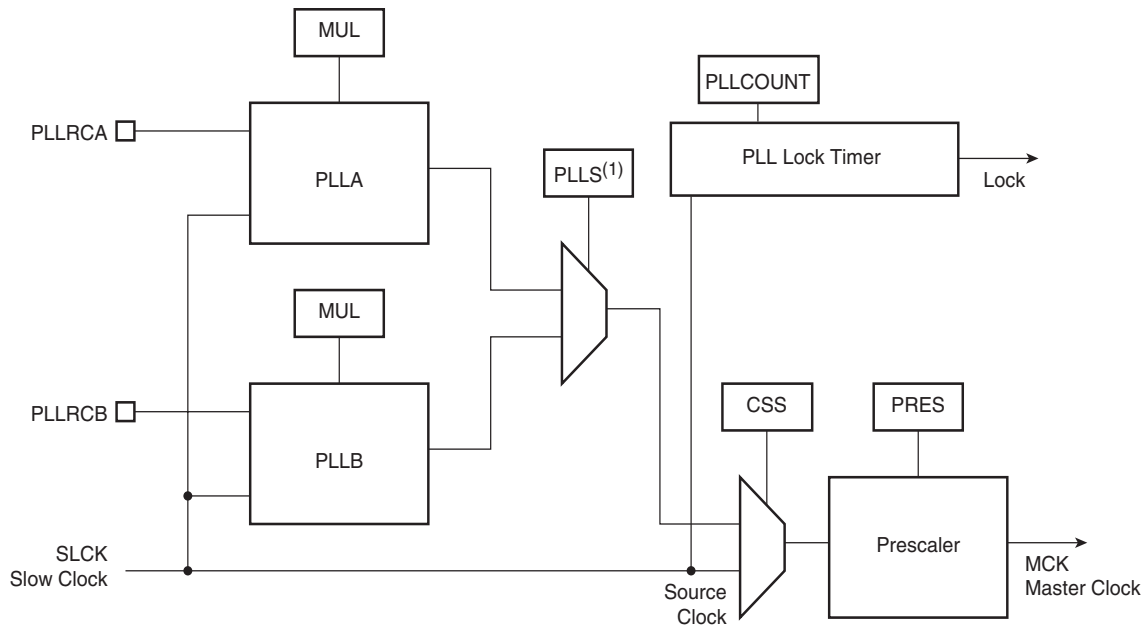 MUL
PLLCOUNT
PLLRCA
PLLA
PLL Lock Timer
Lock
PLLS(1)
MUL
PLLRCB
PLLB
CSS
PRES
SLCK
Slow Clock
Source
Clock
Prescaler
MCK
Master Clock